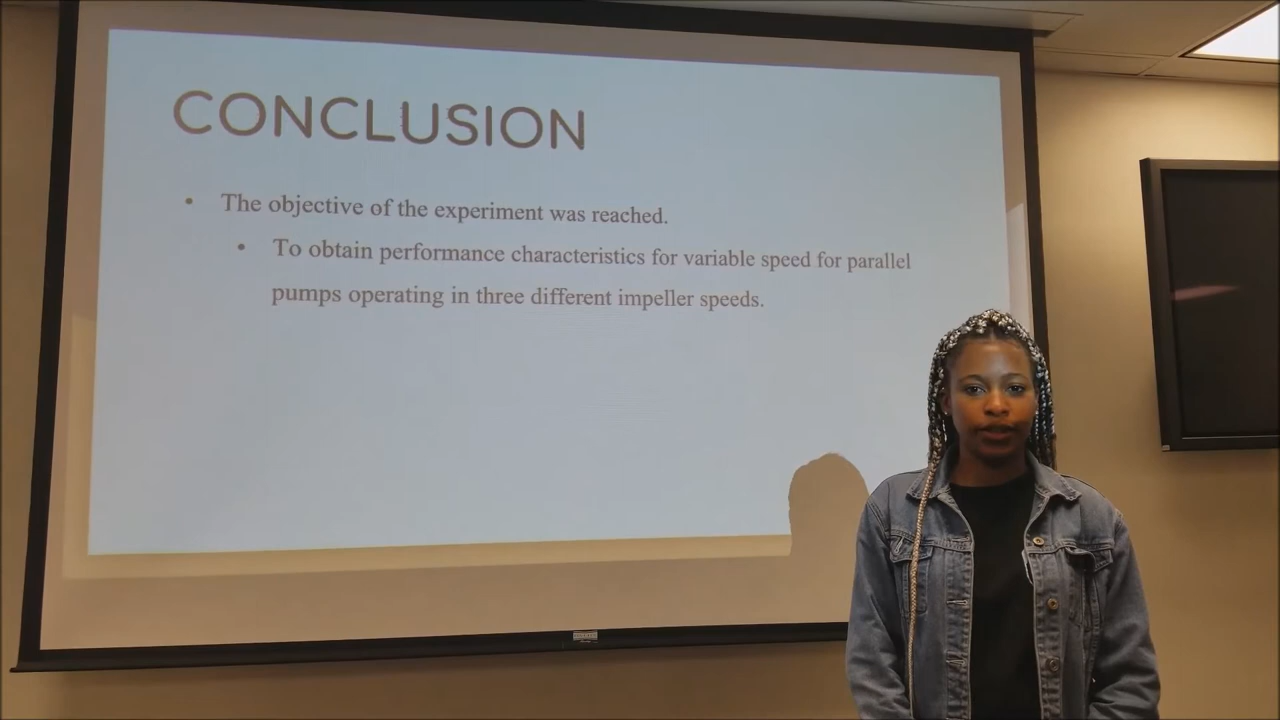 CONCLUSION
• The objective of the experiment was reached.
• To obtain performance characteristics for variable speed for parallel
pumps operating in three different impeller speeds.